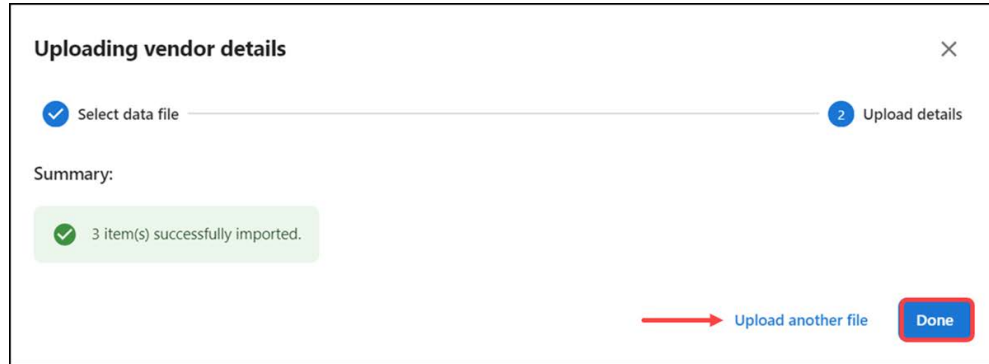 Uploading vendor details
Select data file
2 Upload details
Summary:
3 item(s) successfully imported.
Upload another file
Done